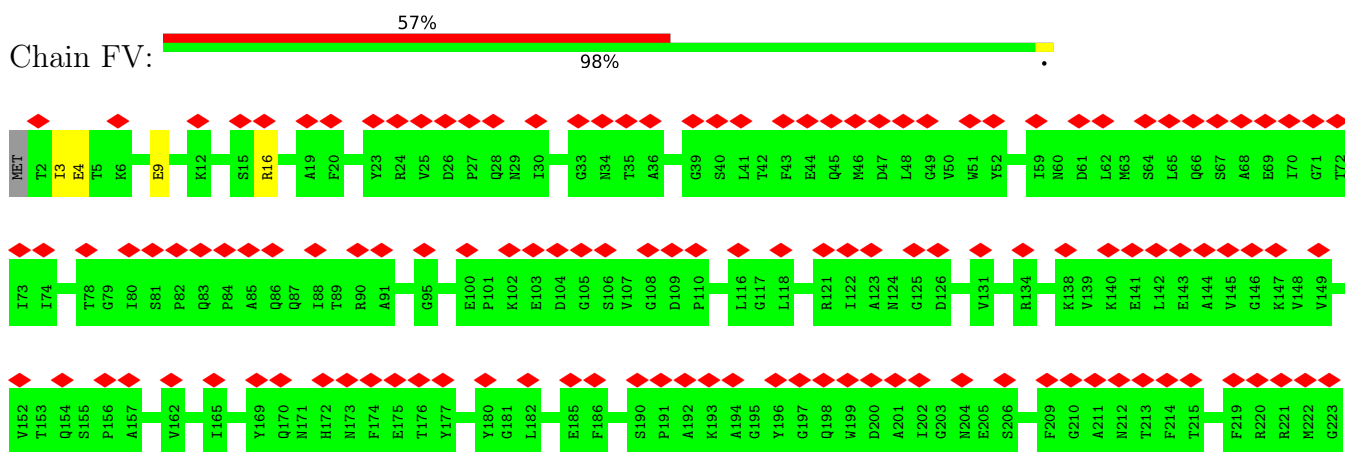 57%
Chain FV:
98% .
MET T2 I3 E4 T5 K6 E9 K12 S15 R16 A19 F20 Y23 R24 V25 D26 P27 Q28 N29 I30 G33 N34 T35 A36 G39 S40 L41 T42 F43 E44 Q45 M46 D47 L48 G49 V50 W51 Y52 I59 N60 D61 L62 M63 S64 L65 Q66 S67 A68 E69 I70 G71 T72
I73 I74 T78 G79 I80 S81 P82 Q83 P84 A85 Q86 Q87 I88 T89 R90 A91 G95 E100 P101 K102 E103 D104 G105 S106 V107 G108 D109 P110 L116 G117 L118 R121 I122 A123 N124 G125 D126 V131 R134 K138 V139 K140 E141 L142 E143 A144 V145 G146 K147 V148 V149
V152 T153 Q154 S155 P156 A157 V162 I165 Y169 Q170 N171 H172 N173 F174 E175 T176 Y177 Y180 G181 L182 E185 F186 S190 P191 A192 K193 A194 G195 Y196 G197 Q198 W199 D200 A201 I202 G203 N204 E205 S206 F209 G210 A211 N212 T213 F214 T215 F219 R220 R221 M222 G223